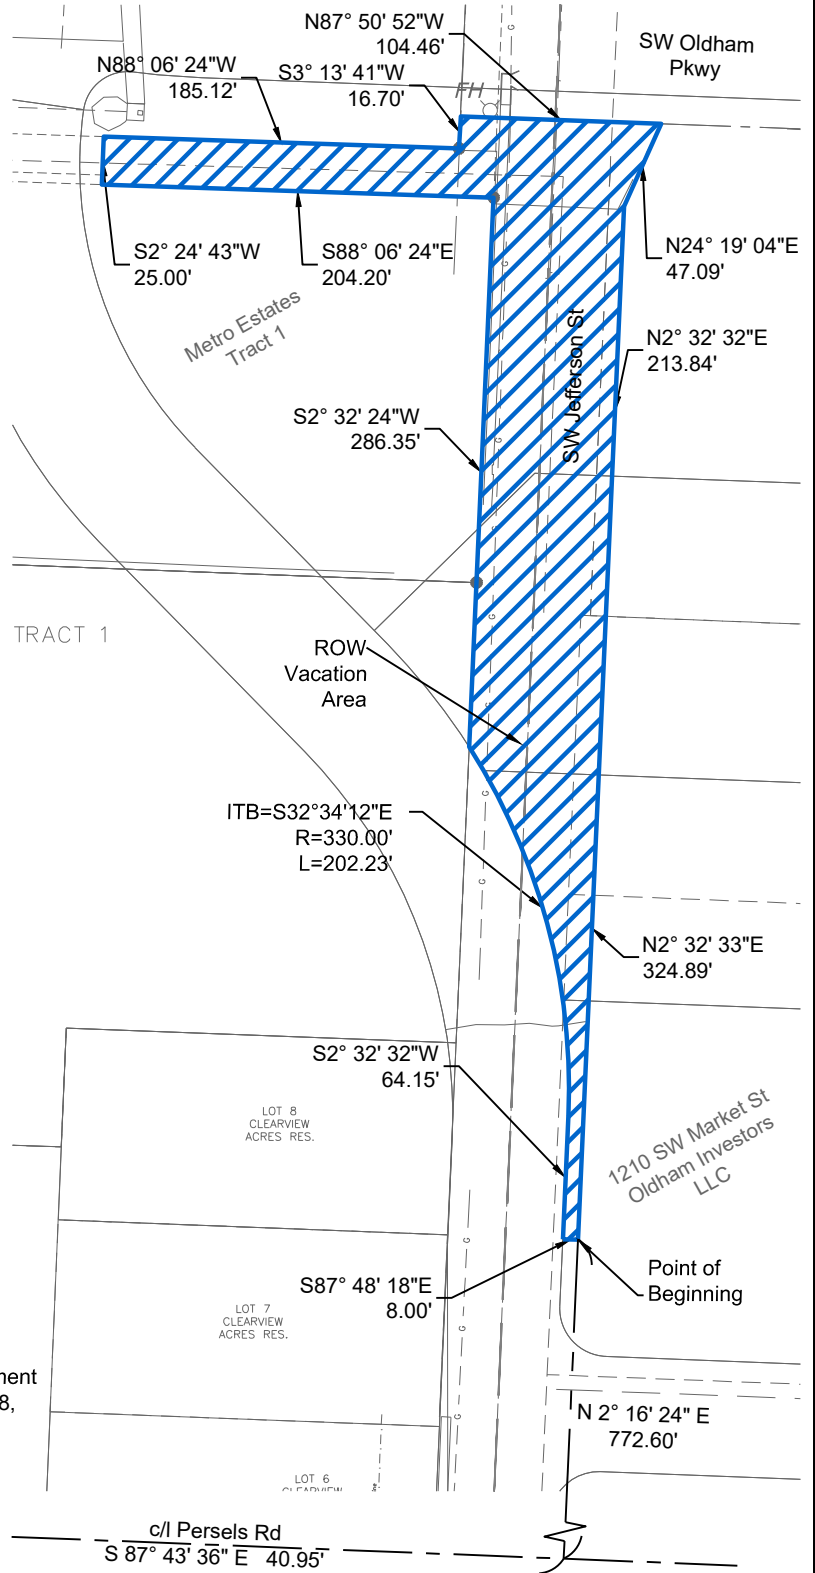 N87° 50' 52"W
104.46'
SW Oldham
Pkwy
N88° 06' 24"W
185.12'
S3° 13' 41"W
16.70'
FH
G
S2° 24' 43"W
25.00'
S88° 06' 24"E
204.20'
N24° 19' 04"E
47.09'
Metro Estates
Tract 1
G
SW Jefferson St
N2° 32' 32"E
213.84'
S2° 32' 24"W
286.35'
G
G
TRACT 1
G
ROW
Vacation
Area
G
G
ITB=S32°34'12"E
R=330.00'
L=202.23'
G
N2° 32' 33"E
324.89'
S2° 32' 32"W
64.15'
LOT 8
CLEARVIEW
ACRES RES.
1210 SW Market St
Oldham Investors
LLC
G
Point of
Beginning
S87° 48' 18"E
8.00'
LOT 7
CLEARVIEW
ACRES RES.
G
nent
8,
G
N 2° 16' 24" E
772.60'
LOT 6
CLEARVIEW
c/l Persels Rd
S 87° 43' 36" E 40.95'